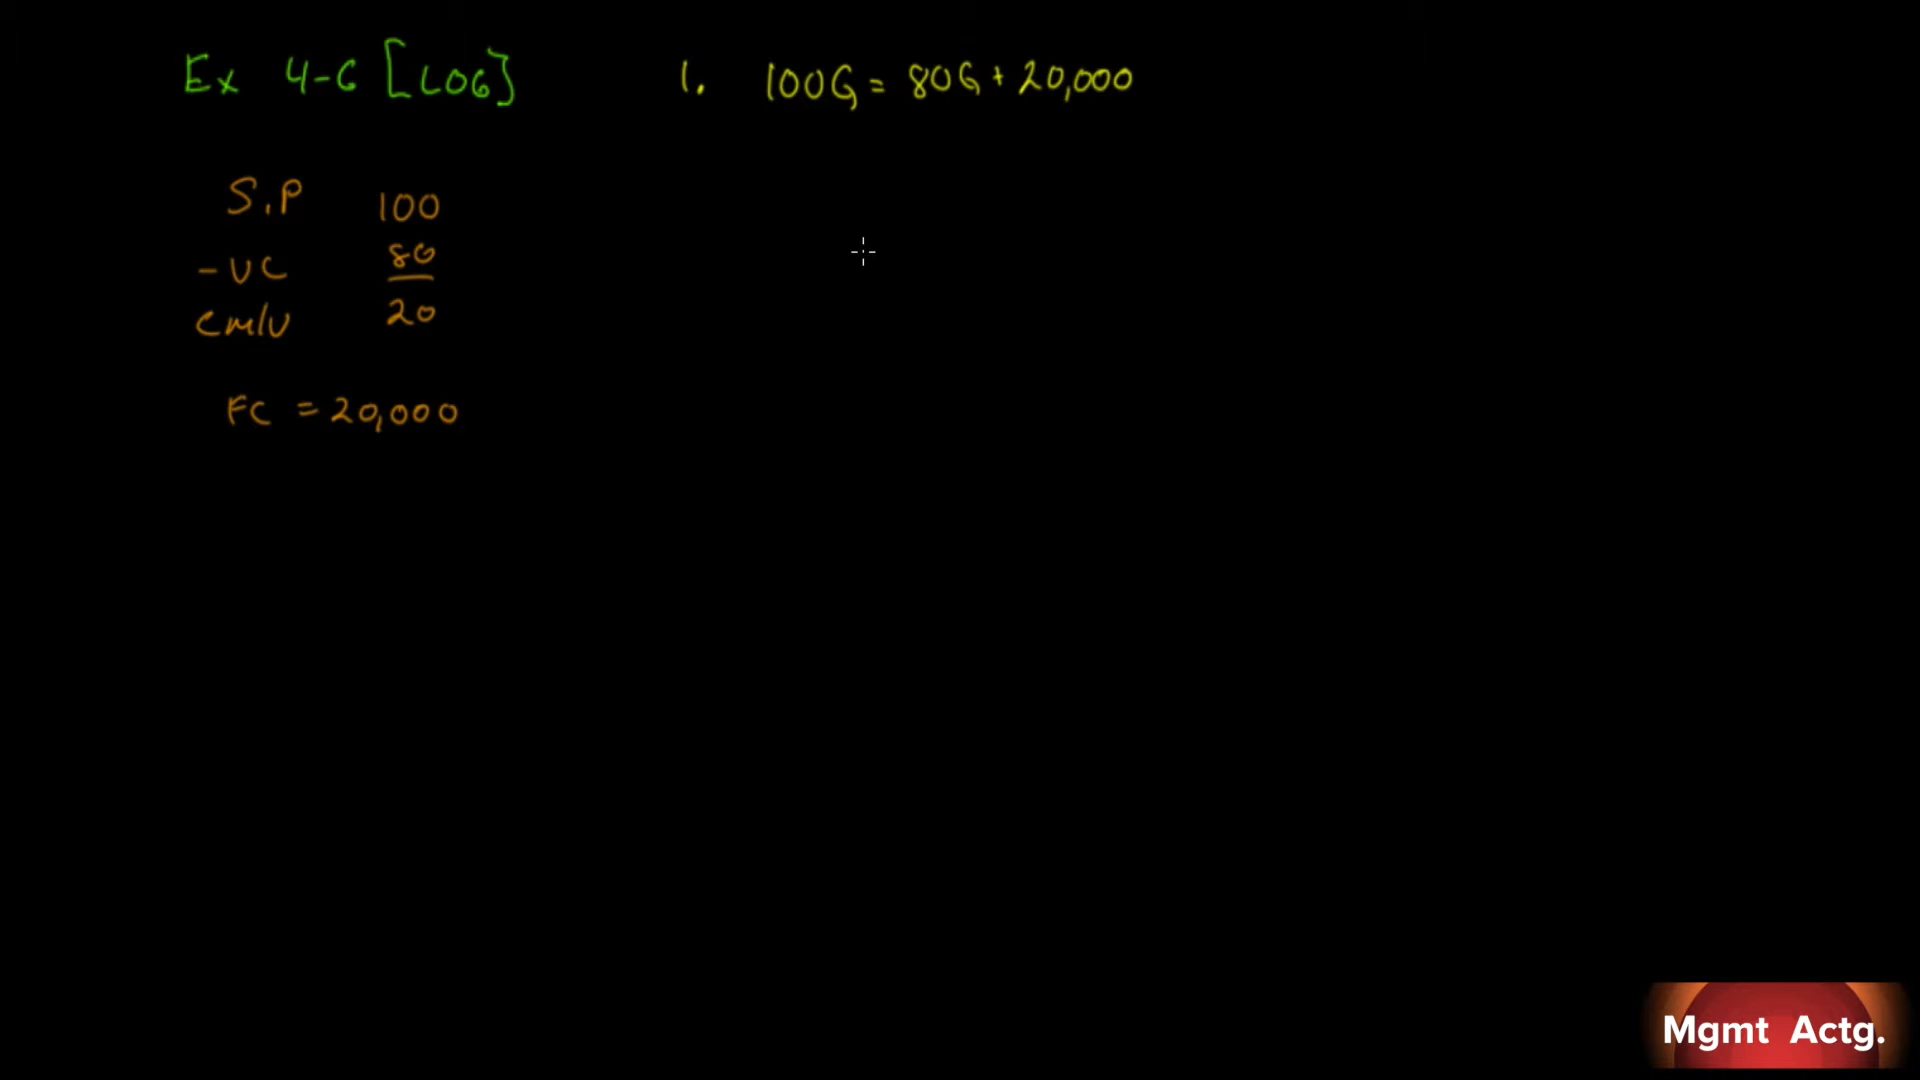 Ex 4-6 [LO6]
1. 100Q = 80Q + 20,000
S.P 100
- VC 80
CM/U 20
FC = 20,000
Mgmt Actg.